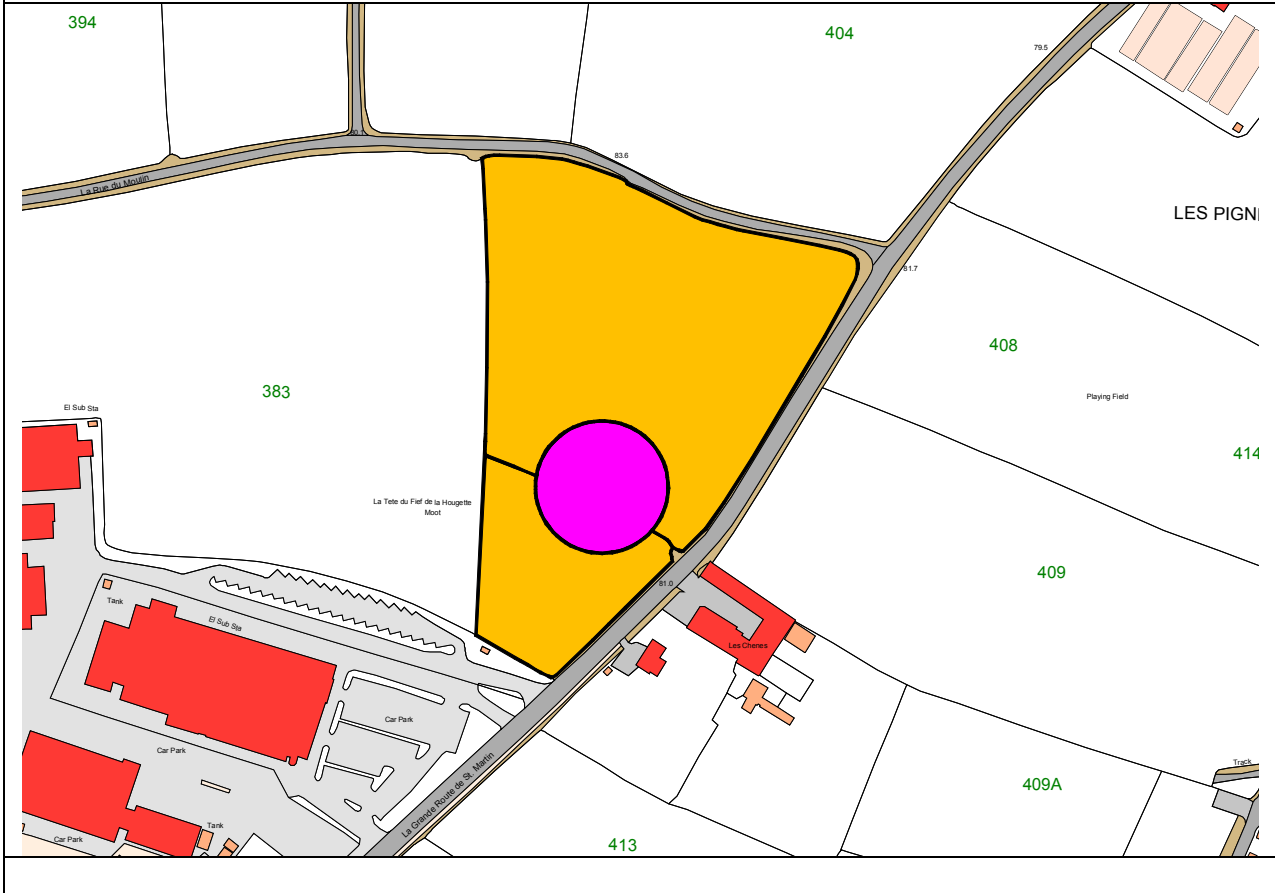 394
404
79.5
80.1
83.6
La Rue du Moulin
LES PIGN
81.7
408
383
Playing Field
El Sub Sta
414
La Tete du Fief de la Hougette
Moot
409
81.0
Tank
El Sub Sta
Les Chenes
Car Park
Car Park
La Grande Route de St. Martin
Track
409A
Tank
Car Park
413